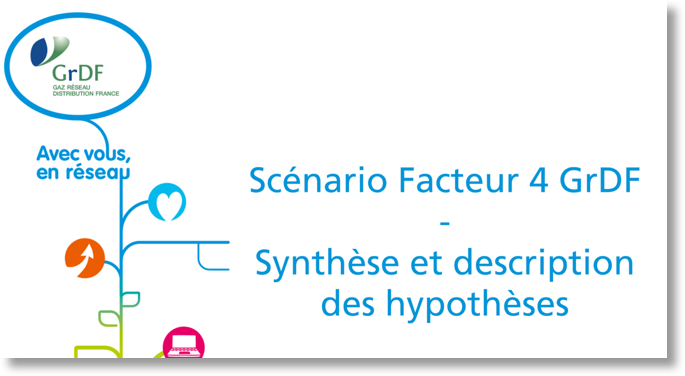 GrDF
GAZ RÉSEAU
DISTRIBUTION FRANCE
Avec vous,
en réseau
Scénario Facteur 4 GrDF
-
Synthèse et description
des hypothèses